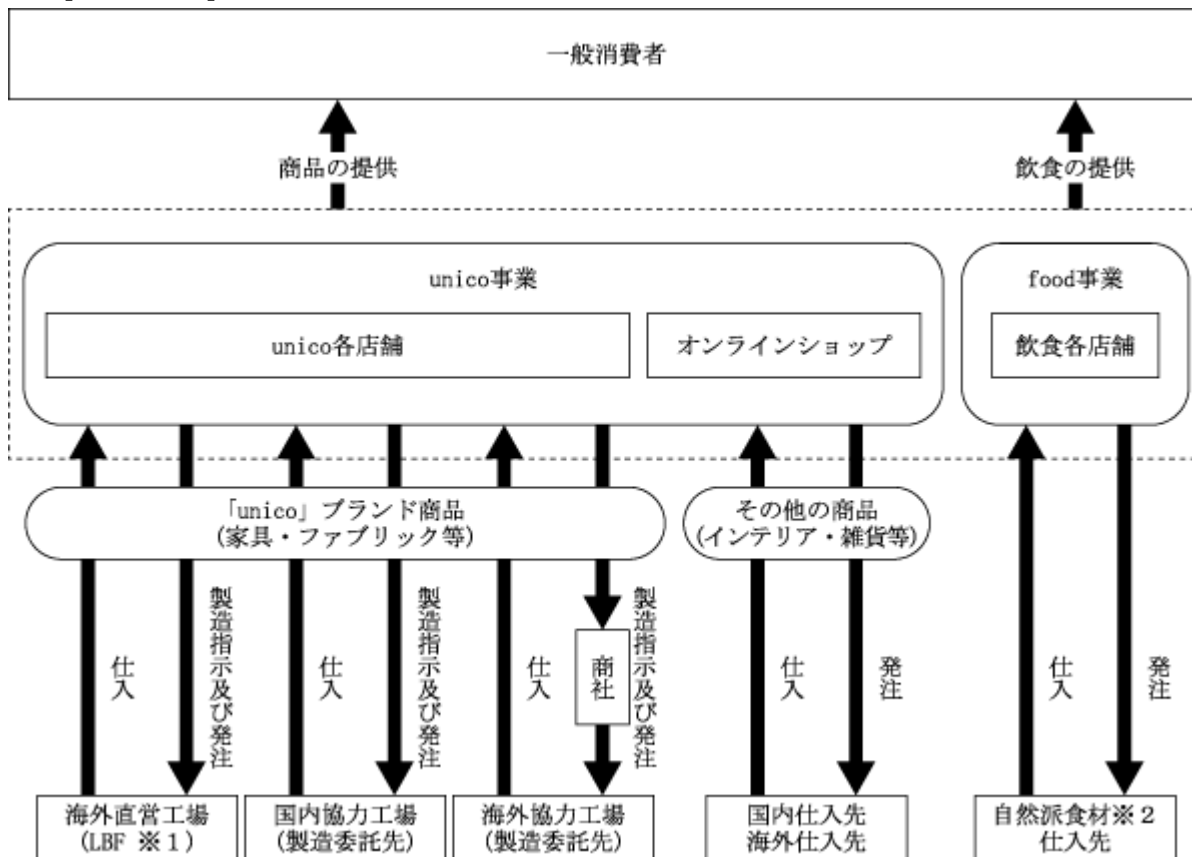 一般消費者
商品の提供
飲食の提供
unico事業
food事業
unico各店舗
オンラインショップ
飲食各店舗
「unico」ブランド商品
(家具・ファブリック等)
その他の商品
(インテリア・雑貨等)
仕入
製造指示及び発注
仕入
製造指示及び発注
仕入
商社
製造指示及び発注
仕入
発注
仕入
発注
海外直営工場
(LBF ※1)
国内協力工場
(製造委託先)
海外協力工場
(製造委託先)
国内仕入先
海外仕入先
自然派食材※2
仕入先